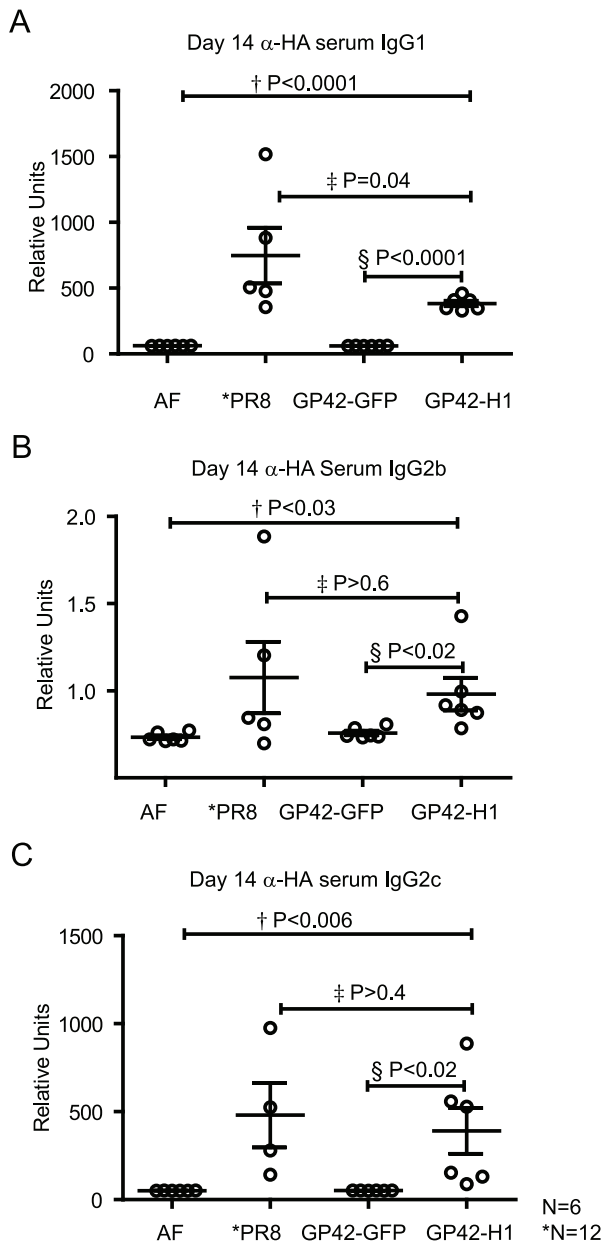 A
Day 14 α-HA serum IgG1
† P<0.0001
‡ P=0.04
§ P<0.0001
Relative Units
2000
1500
1000
500
0
AF *PR8 GP42-GFP GP42-H1
B
Day 14 α-HA Serum IgG2b
† P<0.03
‡ P>0.6
§ P<0.02
Relative Units
2.0
1.5
1.0
AF *PR8 GP42-GFP GP42-H1
C
Day 14 α-HA serum IgG2c
† P<0.006
‡ P>0.4
§ P<0.02
Relative Units
1500
1000
500
0
AF *PR8 GP42-GFP GP42-H1
N=6
*N=12